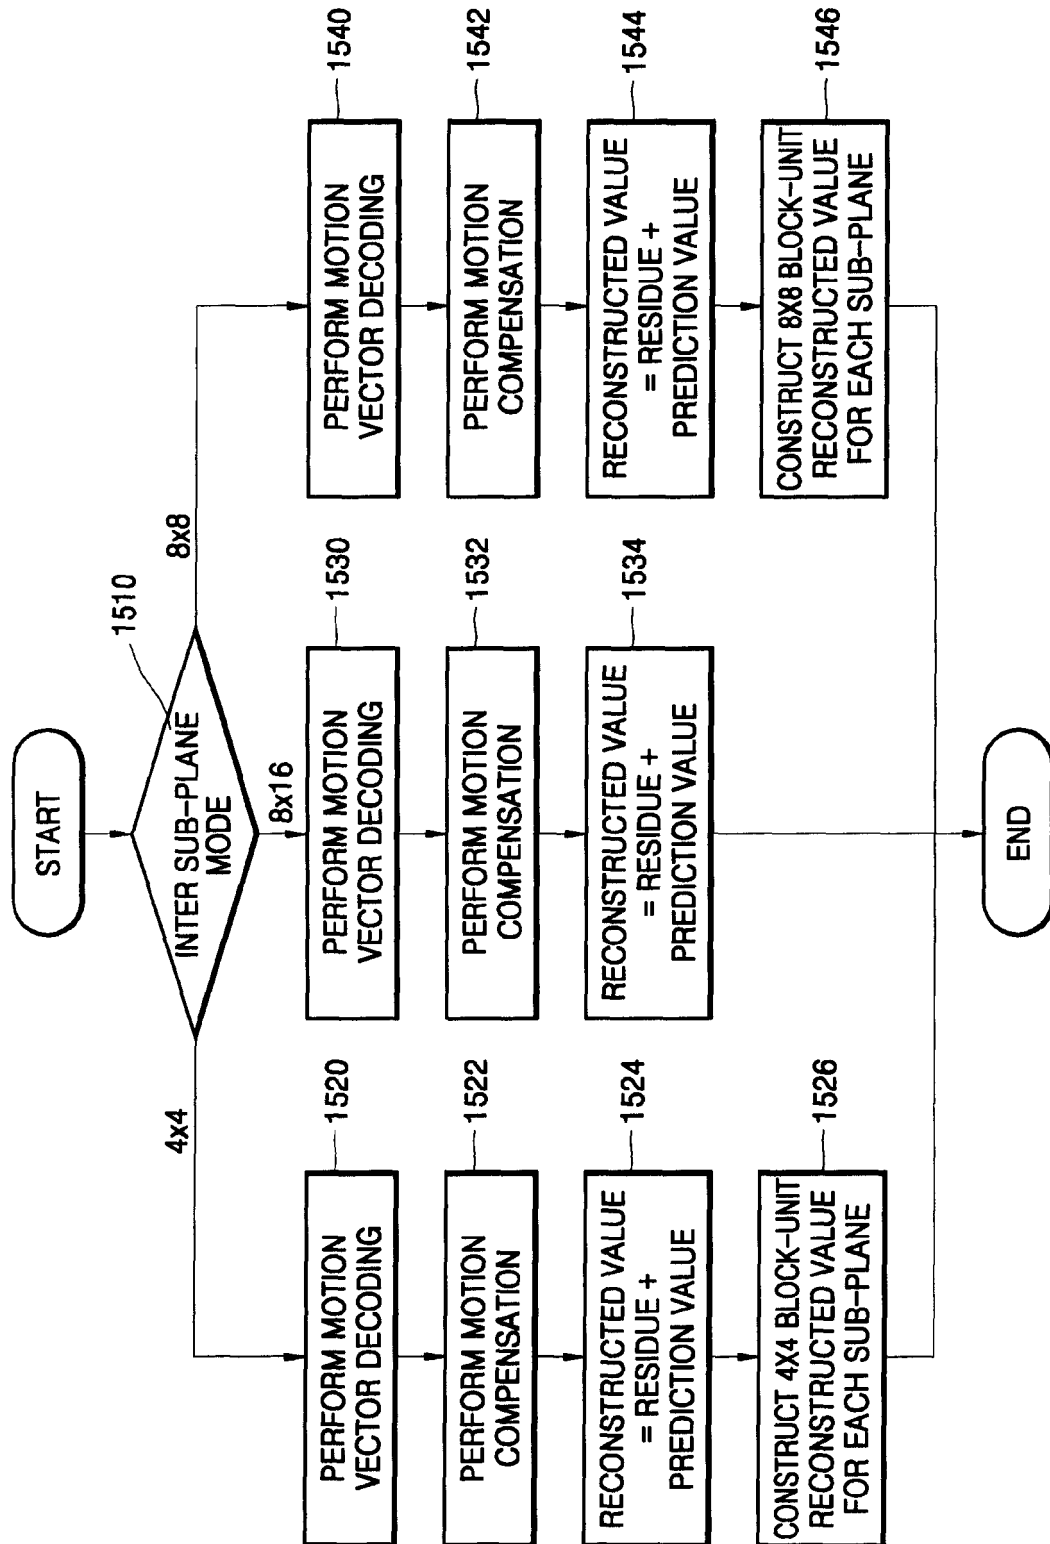 START
INTER SUB-PLANE
MODE
1510
4x4
8x16
8x8
PERFORM MOTION
VECTOR DECODING
1520
PERFORM MOTION
COMPENSATION
1522
RECONSTRUCTED VALUE
= RESIDUE +
PREDICTION VALUE
1524
CONSTRUCT 4X4 BLOCK-UNIT
RECONSTRUCTED VALUE
FOR EACH SUB-PLANE
1526
PERFORM MOTION
VECTOR DECODING
1530
PERFORM MOTION
COMPENSATION
1532
RECONSTRUCTED VALUE
= RESIDUE +
PREDICTION VALUE
1534
PERFORM MOTION
VECTOR DECODING
1540
PERFORM MOTION
COMPENSATION
1542
RECONSTRUCTED VALUE
= RESIDUE +
PREDICTION VALUE
1544
CONSTRUCT 8X8 BLOCK-UNIT
RECONSTRUCTED VALUE
FOR EACH SUB-PLANE
1546
END